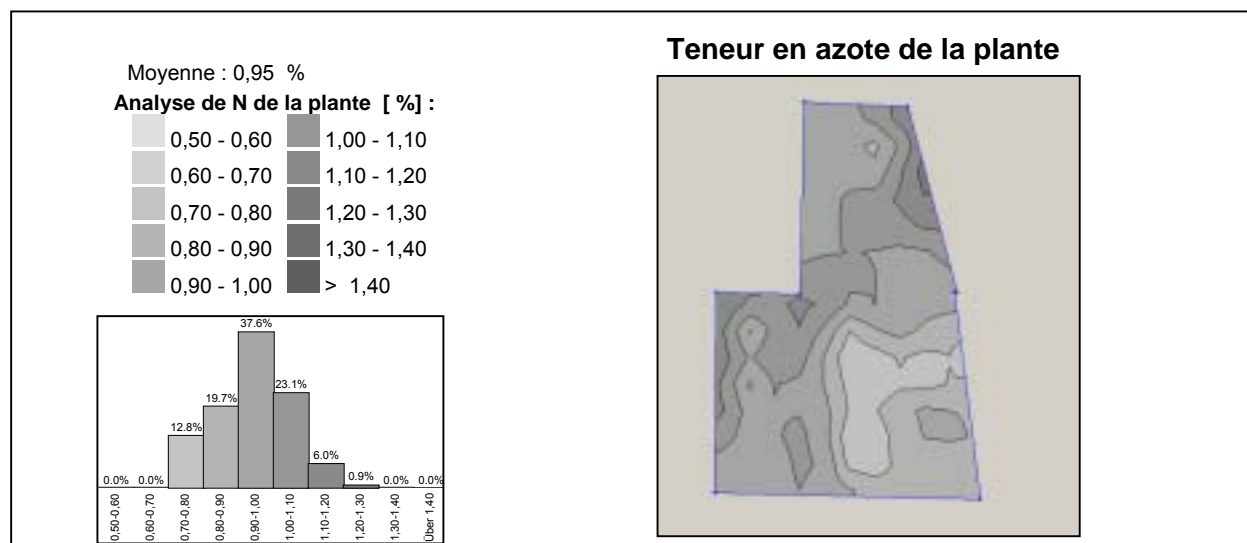 Teneur en azote de la plante
Moyenne : 0,95 %
Analyse de N de la plante [ %] :
0,50 - 0,60
0,60 - 0,70
0,70 - 0,80
0,80 - 0,90
0,90 - 1,00
1,00 - 1,10
1,10 - 1,20
1,20 - 1,30
1,30 - 1,40
> 1,40
0.0%
0.0%
12.8%
19.7%
37.6%
23.1%
6.0%
0.9%
0.0%
0.0%
0,50-0,60
0,60-0,70
0,70-0,80
0,80-0,90
0,90-1,00
1,00-1,10
1,10-1,20
1,20-1,30
1,30-1,40
Über 1,40